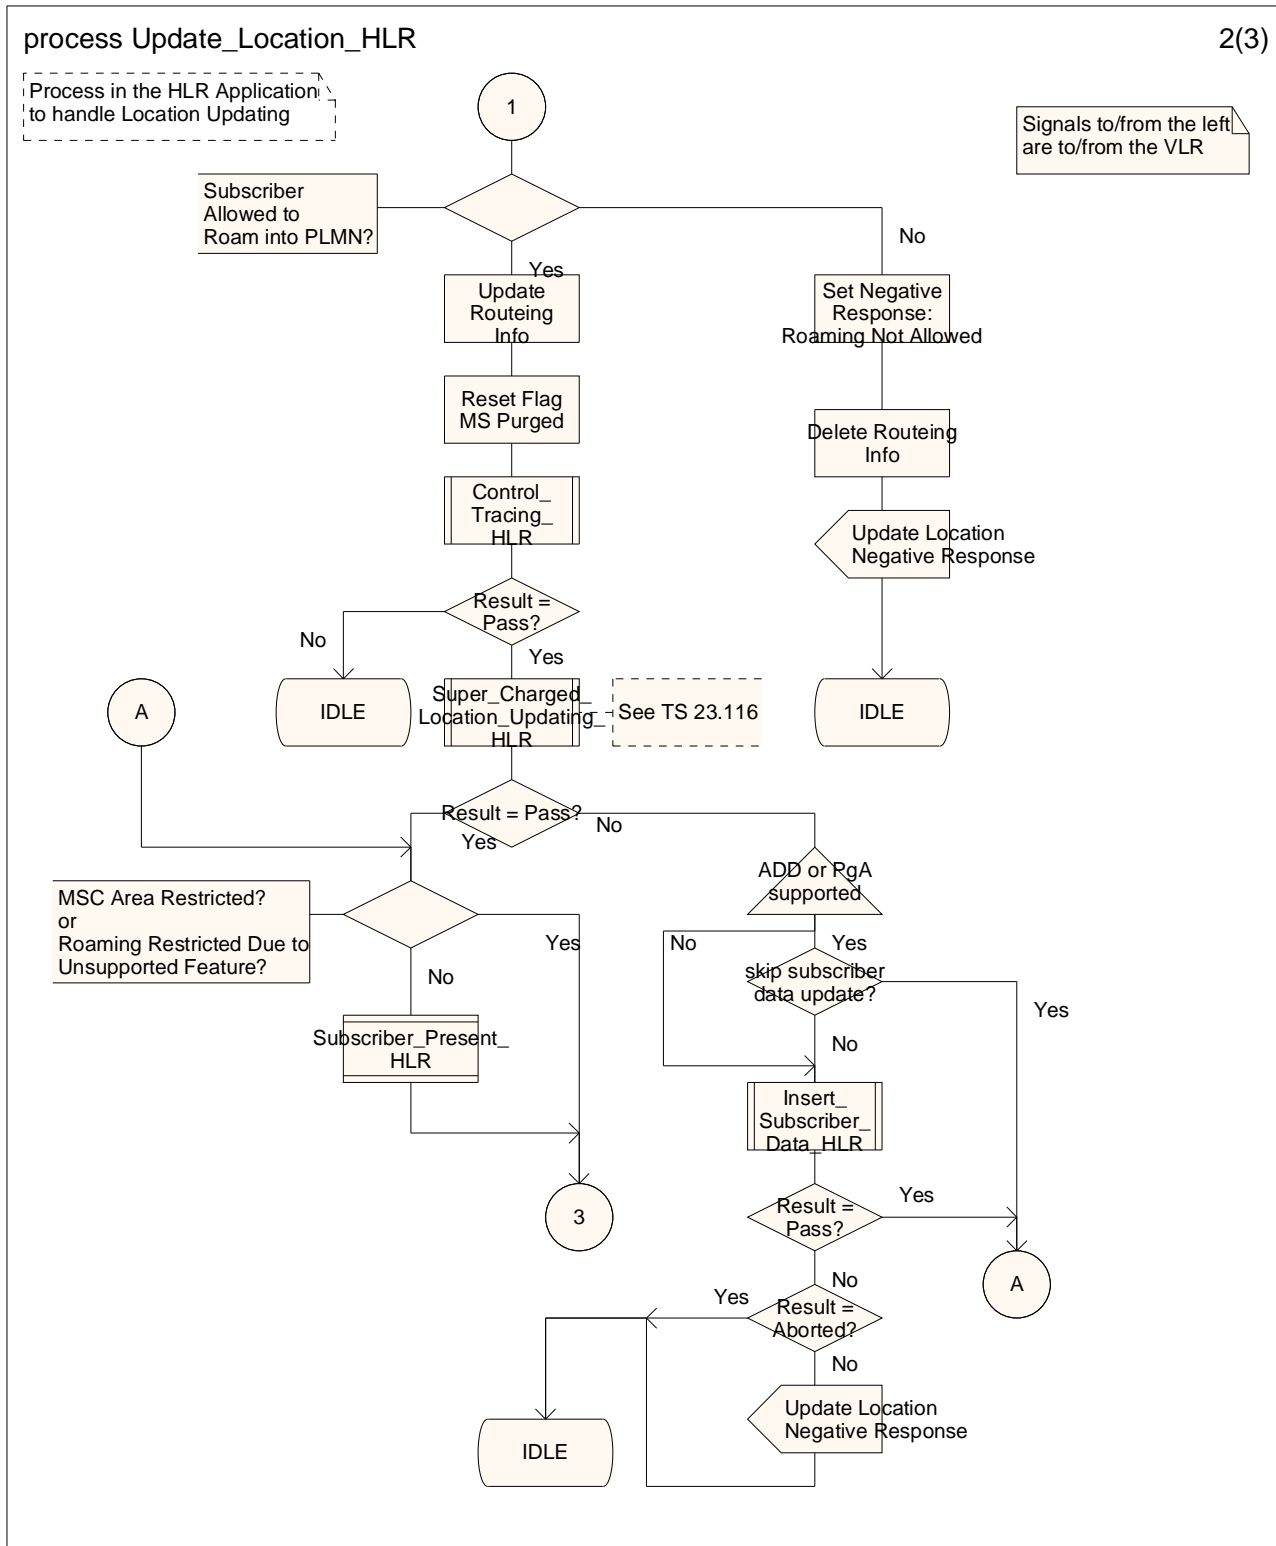 process Update_Location_HLR
2(3)
Process in the HLR Application
to handle Location Updating
1
Signals to/from the left
are to/from the VLR
Subscriber
Allowed to
Roam into PLMN?
No
Yes
Update
Routeing
Info
Set Negative
Response:
Roaming Not Allowed
Reset Flag
MS Purged
Delete Routeing
Info
Control_
Tracing_
HLR
Update Location
Negative Response
Result =
Pass?
No
Yes
A
IDLE
Super_Charged_
Location_Updating_
HLR
See TS 23.116
IDLE
Result = Pass?
Yes
No
ADD or PgA
supported
MSC Area Restricted?
or
Roaming Restricted Due to
Unsupported Feature?
Yes
No
No
Yes
skip subscriber
data update?
Yes
No
Subscriber_Present_
HLR
Insert_
Subscriber_
Data_HLR
3
Result =
Pass?
Yes
No
A
Yes
Result =
Aborted?
No
Update Location
Negative Response
IDLE